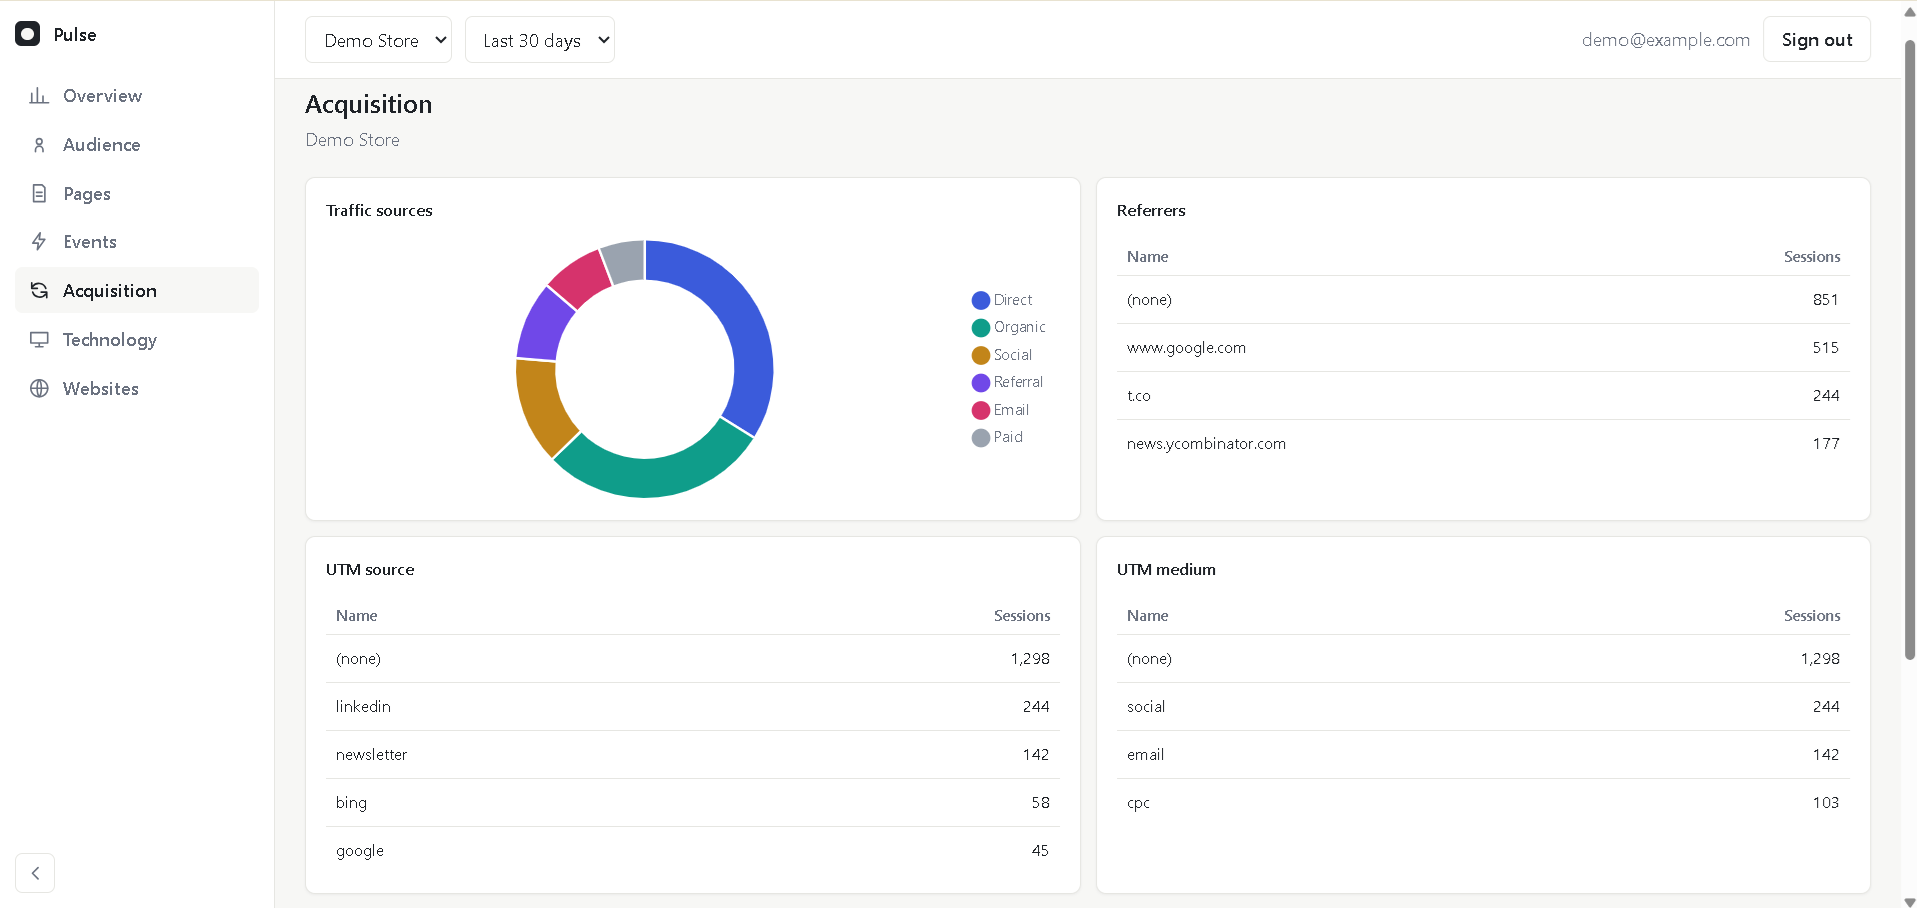 Pulse
Overview
Audience
Pages
Events
Acquisition
Technology
Websites
Demo Store
Last 30 days
demo@example.com
Sign out
Acquisition
Demo Store
Traffic sources
Direct
Organic
Social
Referral
Email
Paid
Referrers
Name Sessions
(none) 851
www.google.com 515
t.co 244
news.ycombinator.com 177
UTM source
Name Sessions
(none) 1,298
linkedin 244
newsletter 142
bing 58
google 45
UTM medium
Name Sessions
(none) 1,298
social 244
email 142
cpc 103